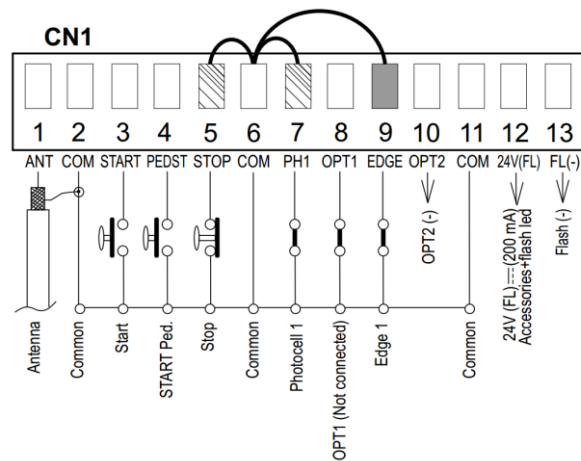 CN1
1 2 3 4 5 6 7 8 9 10 11 12 13
ANT COM START PEDST STOP COM PH1 OPT1 EDGE OPT2 COM 24V(FL) FL(-)
Antenna
Common
Start
START Ped.
Stop
Common
Photocell 1
OPT1 (Not connected)
Edge 1
OPT2 (-)
Common
24V (FL) ⎓ (200 mA)
Accessories+flash led
Flash (-)